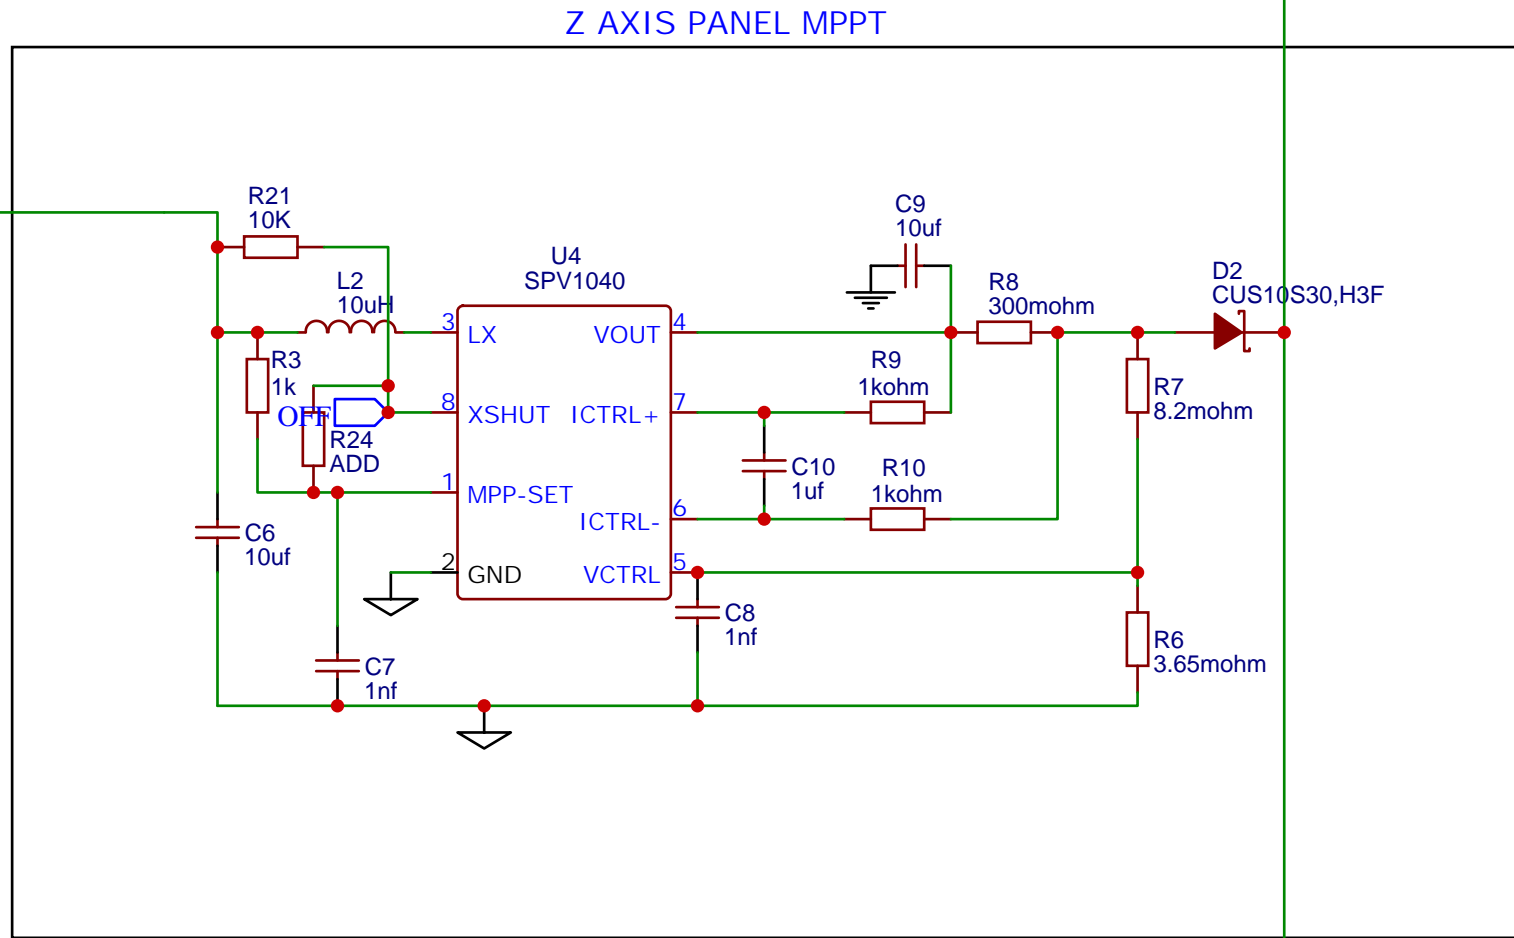 Z AXIS PANEL MPPT
R21
10K
L2
10uH
R3
1k
OFF
R24
ADD
C6
10uf
C7
1nf
U4
SPV1040
3
LX
8
XSHUT
1
MPP-SET
2
GND
VOUT
4
ICTRL+
7
ICTRL-
6
VCTRL
5
C9
10uf
R8
300mohm
R9
1kohm
C10
1uf
R10
1kohm
C8
1nf
D2
CUS10S30,H3F
R7
8.2mohm
R6
3.65mohm